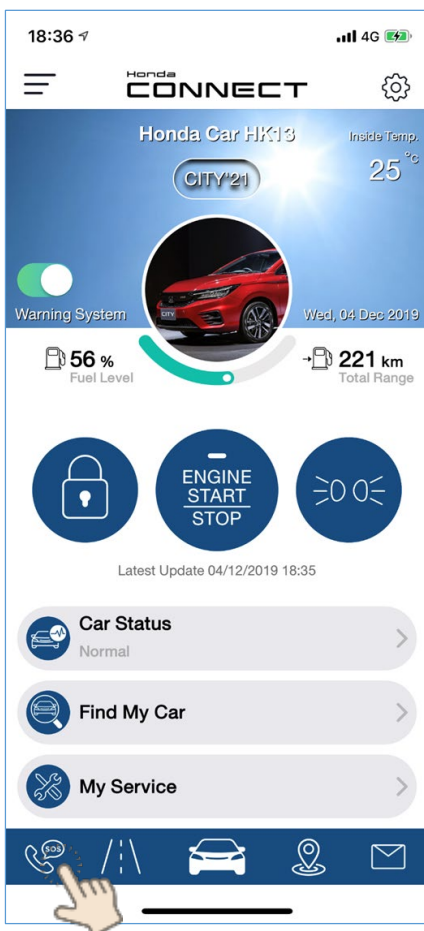 18:36
4G
Honda
CONNECT
Honda Car HK13
Inside Temp.
CITY'21
25 °c
CITY
Warning System
Wed, 04 Dec 2019
56 %
Fuel Level
221 km
Total Range
ENGINE
START
STOP
Latest Update 04/12/2019 18:35
Car Status
Normal
Find My Car
My Service
SOS